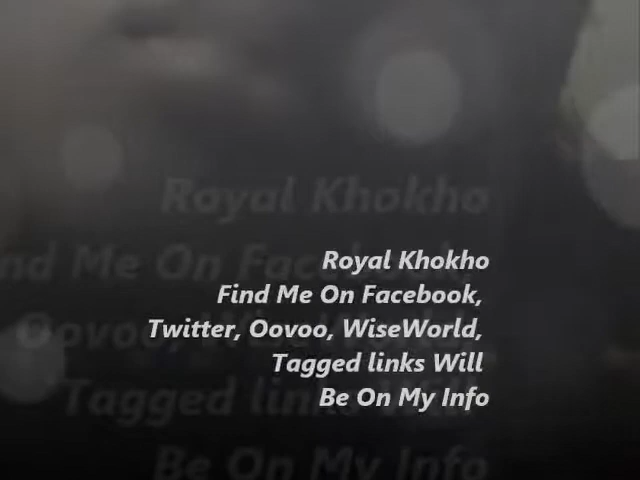 Royal Khokho
Find Me On Facebook,
Twitter, Oovoo, WiseWorld,
Tagged links Will
Be On My Info